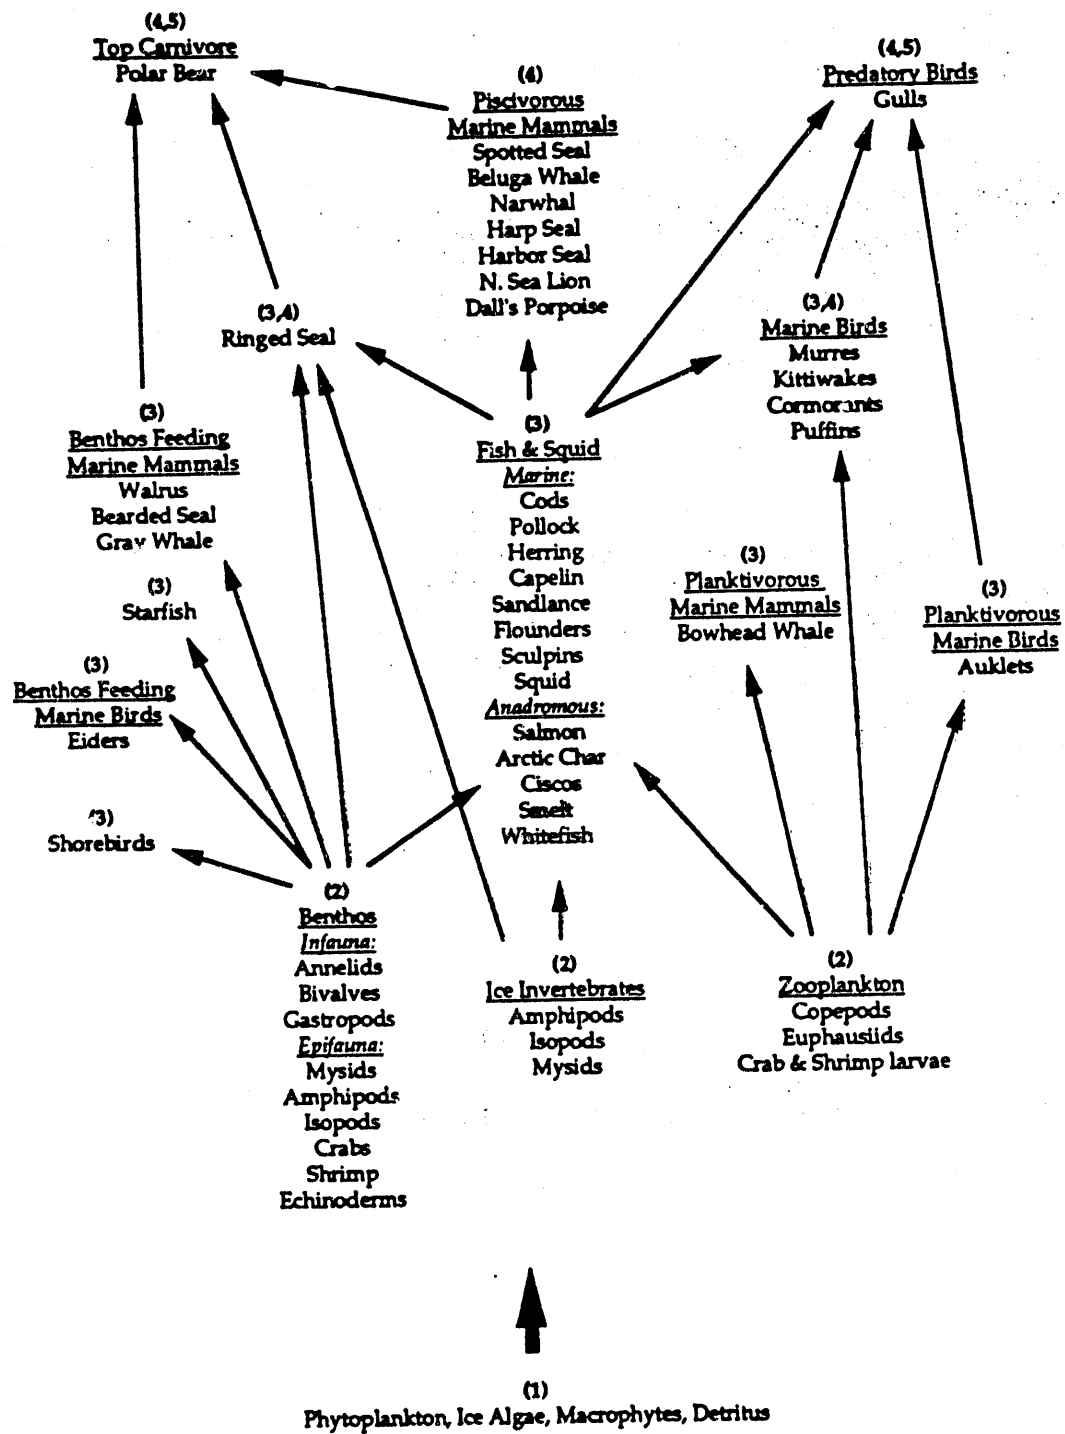 (4,5)
Top Carnivore
Polar Bear
(4)
Piscivorous
Marine Mammals
Spotted Seal
Beluga Whale
Narwhal
Harp Seal
Harbor Seal
N. Sea Lion
Dall's Porpoise
(4,5)
Predatory Birds
Gulls
(3,4)
Ringed Seal
(3,4)
Marine Birds
Murres
Kittiwakes
Cormorants
Puffins
(3)
Benthos Feeding
Marine Mammals
Walrus
Bearded Seal
Gray Whale
(3)
Starfish
(3)
Benthos Feeding
Marine Birds
Eiders
(3)
Shorebirds
(3)
Fish & Squid
Marine:
Cods
Pollock
Herring
Capelin
Sandlance
Flounders
Sculpins
Squid
Anadromous:
Salmon
Arctic Char
Ciscos
Smelt
Whitefish
(3)
Planktivorous
Marine Mammals
Bowhead Whale
(3)
Planktivorous
Marine Birds
Auklets
(2)
Benthos
Infauna:
Annelids
Bivalves
Gastropods
Epifauna:
Mysids
Amphipods
Isopods
Crabs
Shrimp
Echinoderms
(2)
Ice Invertebrates
Amphipods
Isopods
Mysids
(2)
Zooplankton
Copepods
Euphausiids
Crab & Shrimp larvae
(1)
Phytoplankton, Ice Algae, Macrophytes, Detritus